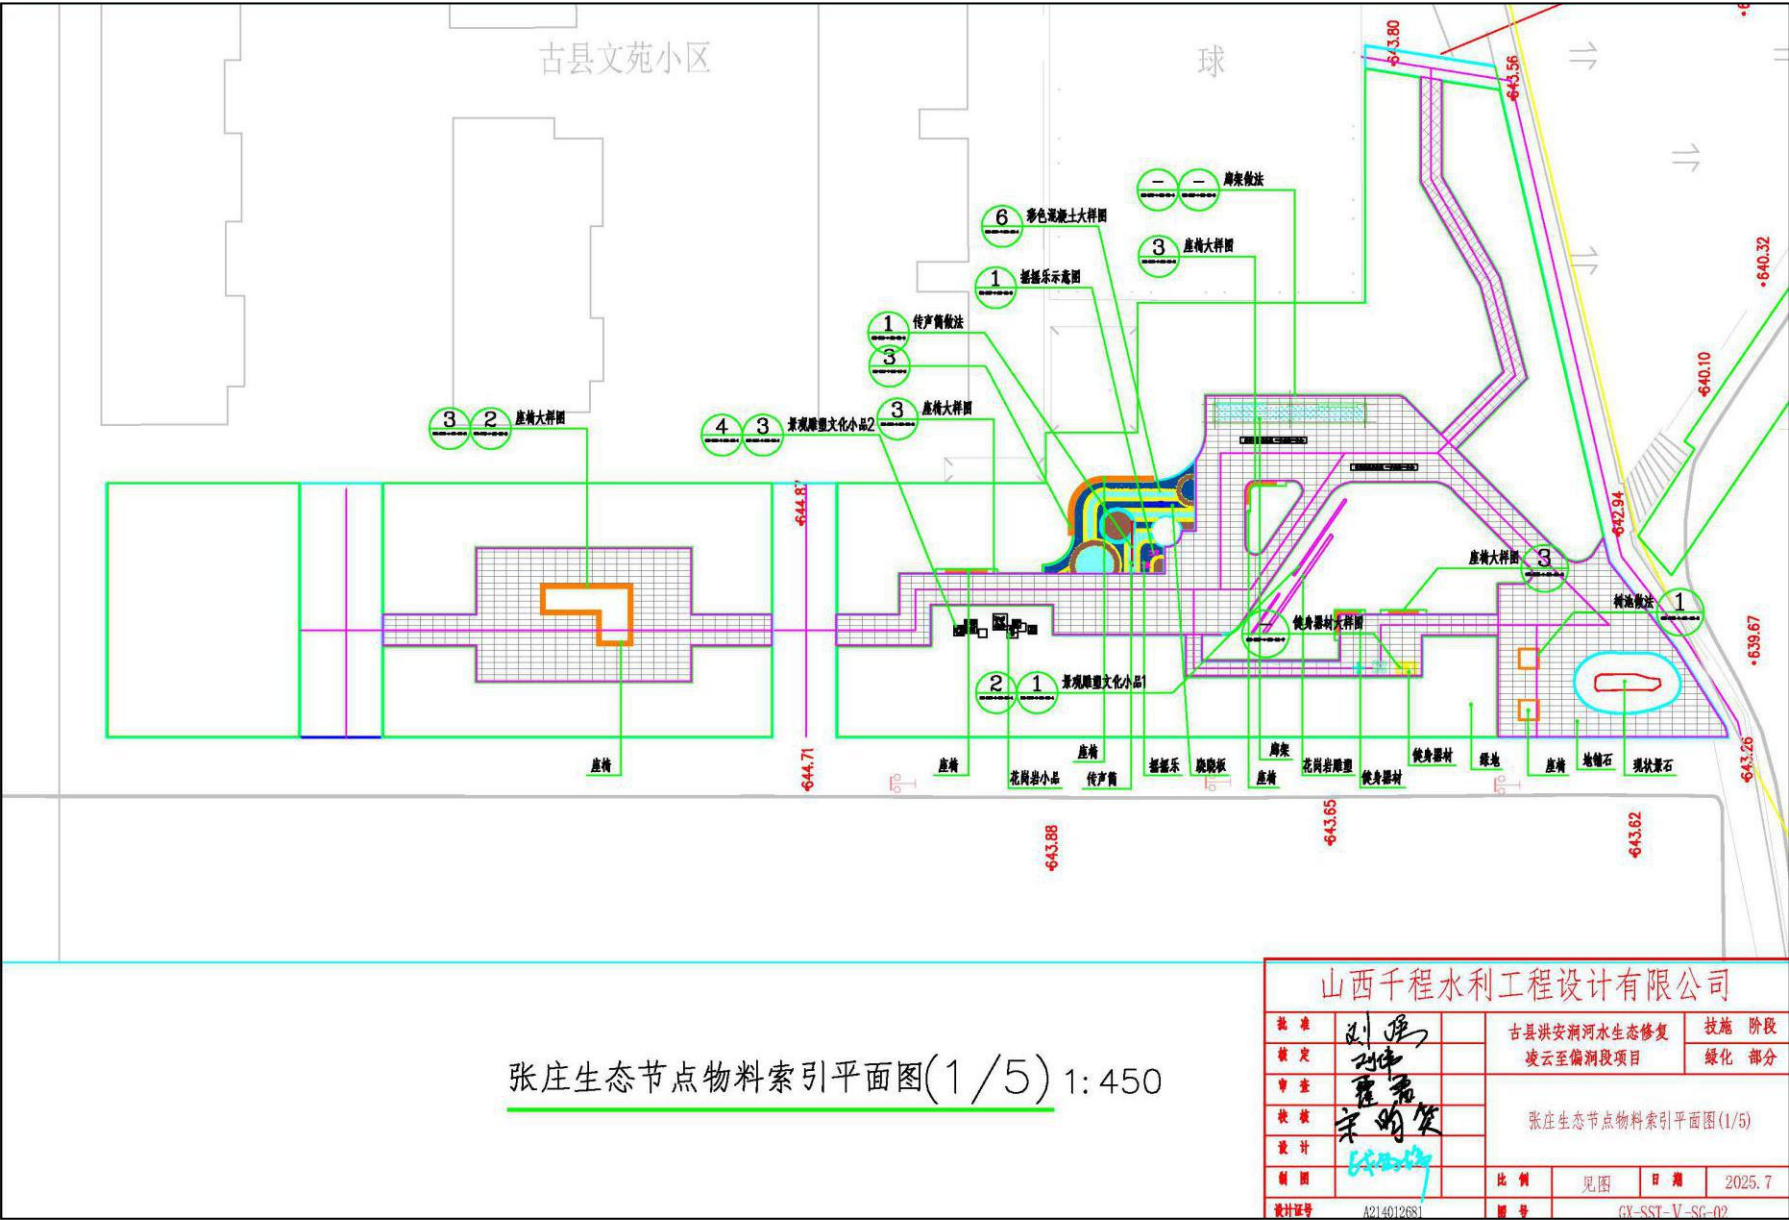 古县文苑小区
球
643.80
643.56
640.32
640.10
639.67
642.94
643.26
644.87
644.71
643.88
643.65
643.62
— — 廊架做法
6 彩色混凝土大样图
3 座椅大样图
1 摇摇乐示意图
1 传声筒做法
3
3 座椅大样图
3 2 座椅大样图
4 3 景观雕塑文化小品2
座椅大样图 3
树池做法 1
— 健身器材大样图
2 1 景观雕塑文化小品1
座椅
座椅
花岗岩小品
座椅
传声筒
摇摇乐
跷跷板
廊架
座椅
花岗岩雕塑
健身器材
健身器材
绿地
座椅
地铺石
现状景石
张庄生态节点物料索引平面图(1/5) 1:450
山西千程水利工程设计有限公司
批准
核定
审查
校核
设计
制图
古县洪安涧河水生态修复
凌云至偏涧段项目
技施 阶段
绿化 部分
张庄生态节点物料索引平面图(1/5)
比例 见图 日期 2025.7
设计证号 A214012681 图号 GX-SST-V-SG-02